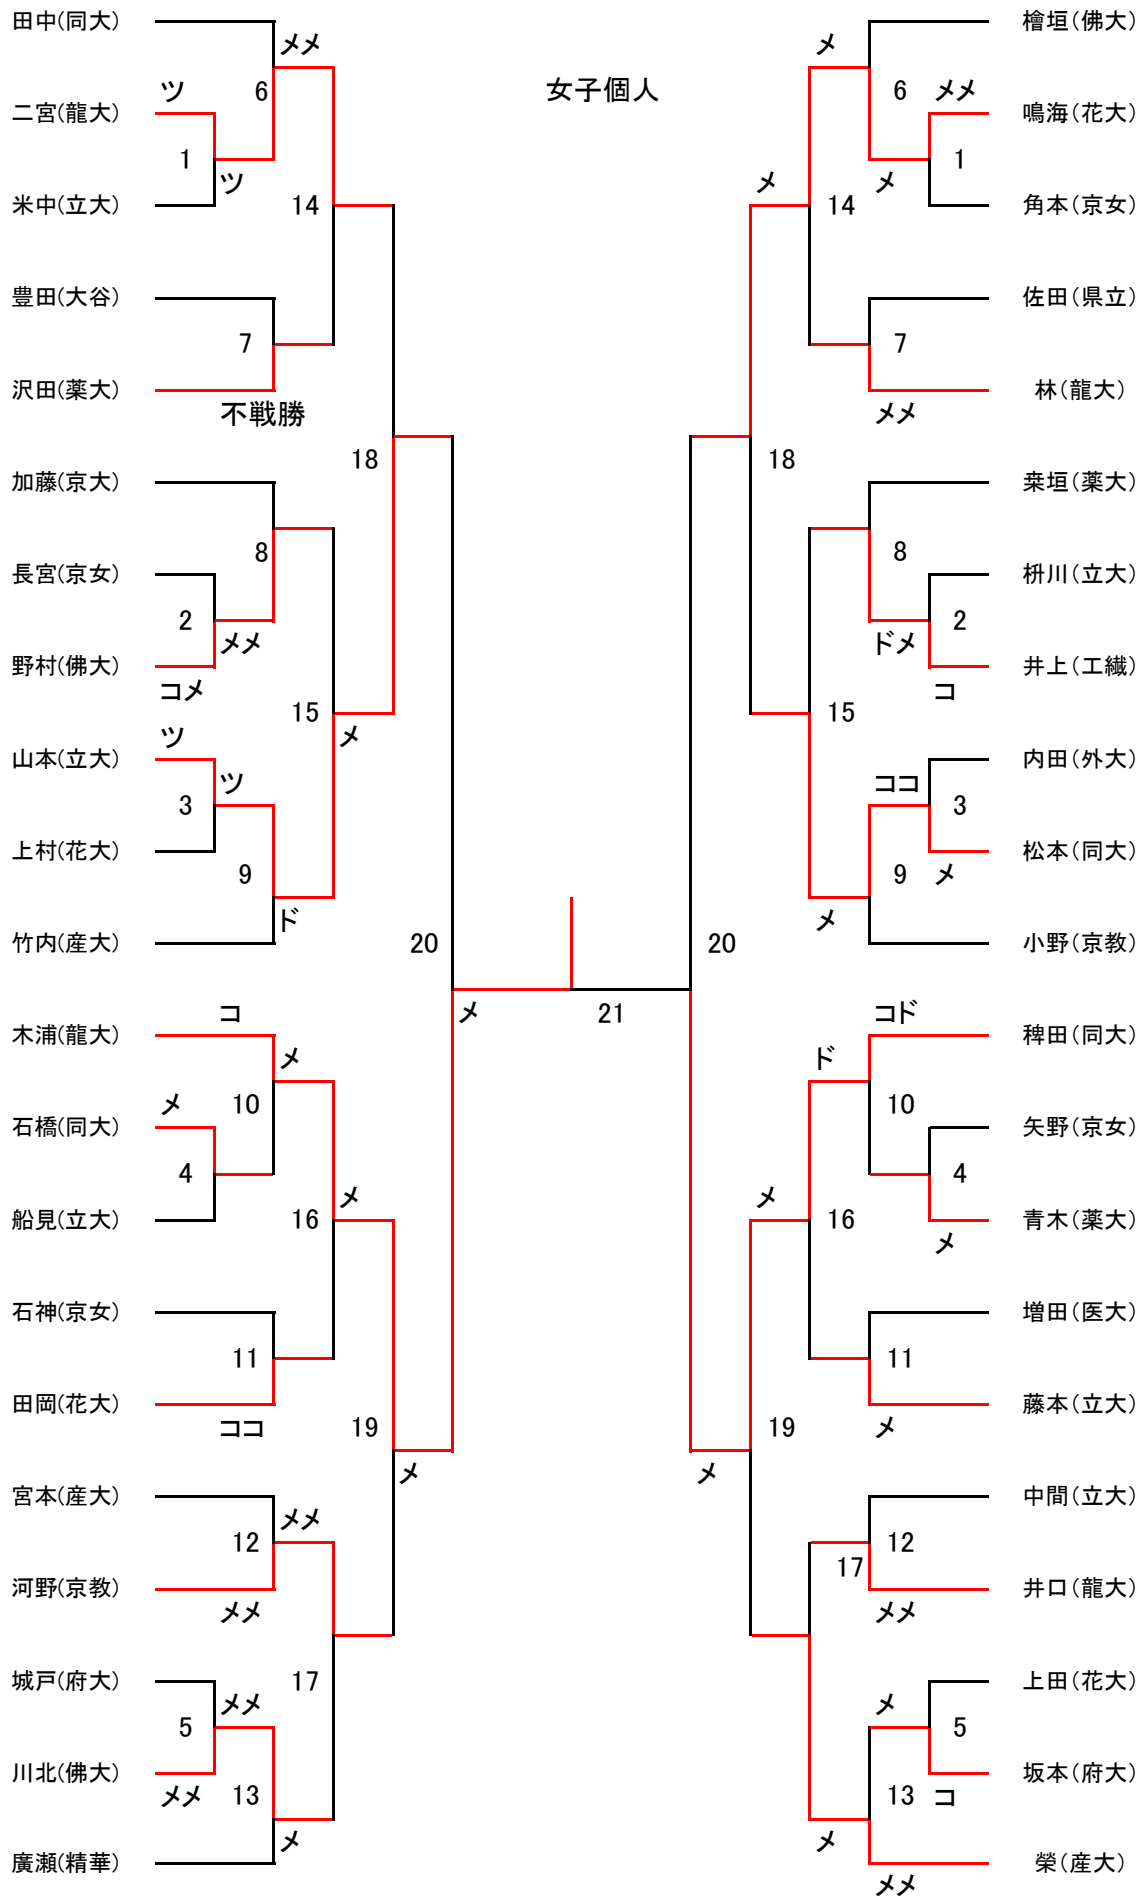 女子個人
田中(同大)
メメ
6
ツ
二宮(龍大)
1
ツ
米中(立大)
14
豊田(大谷)
7
沢田(薬大)
不戦勝
18
加藤(京大)
8
長宮(京女)
2
メメ
野村(佛大)
コメ
15
メ
ツ
山本(立大)
ツ
3
上村(花大)
9
ド
竹内(産大)
20
メ
21
コ
木浦(龍大)
メ
10
メ
石橋(同大)
4
船見(立大)
メ
16
石神(京女)
11
田岡(花大)
ココ
19
メ
宮本(産大)
メメ
12
河野(京教)
メメ
17
城戸(府大)
メメ
5
川北(佛大)
メメ
13
メ
廣瀬(精華)
檜垣(佛大)
メ
6
メメ
鳴海(花大)
1
メ
メ
角本(京女)
14
佐田(県立)
7
林(龍大)
メメ
18
桒垣(薬大)
8
枡川(立大)
2
ドメ
井上(工繊)
コ
15
内田(外大)
ココ
3
松本(同大)
9
メ
メ
小野(京教)
20
コド
稗田(同大)
ド
10
矢野(京女)
4
メ
16
青木(薬大)
メ
増田(医大)
11
藤本(立大)
メ
19
メ
中間(立大)
12
17
井口(龍大)
メメ
上田(花大)
メ
5
坂本(府大)
13
コ
メ
榮(産大)
メメ